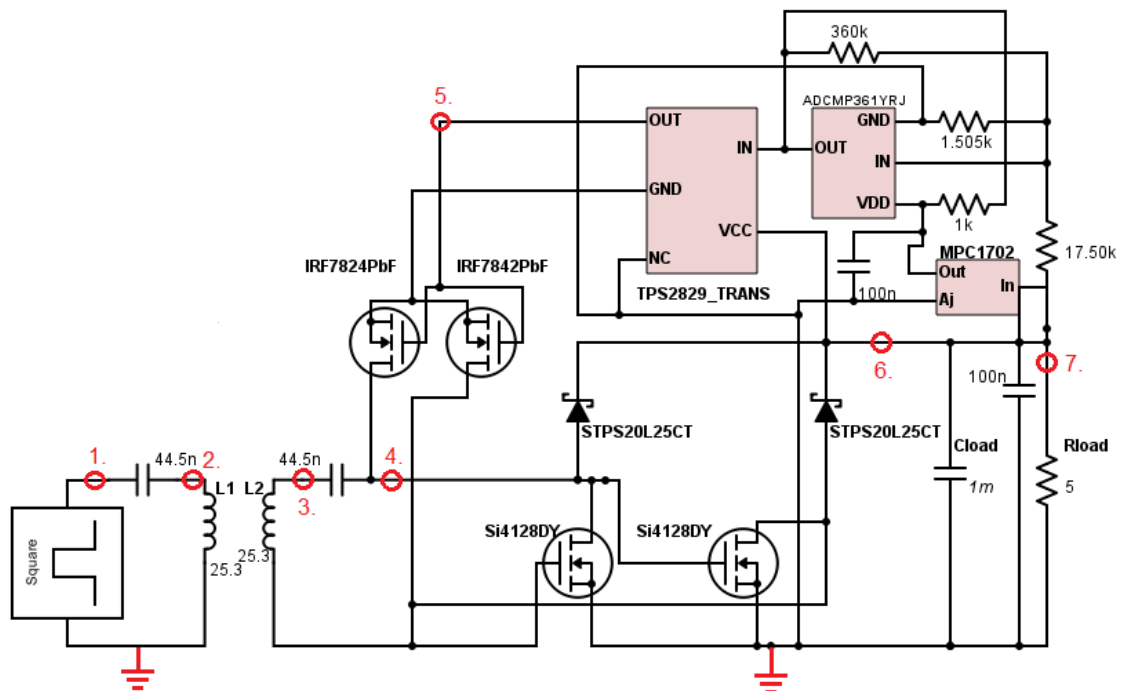 360k
5.
OUT
IN
GND
VCC
NC
TPS2829_TRANS
ADCMP361YRJ
GND
OUT
IN
VDD
1.505k
1k
MPC1702
Out
In
Aj
17.50k
100n
IRF7824PbF
IRF7842PbF
6.
7.
100n
STPS20L25CT
STPS20L25CT
Cload
1m
Rload
5
1.
44.5n
2.
L1
L2
44.5n
3.
4.
25.3
25.3
Si4128DY
Si4128DY
Square